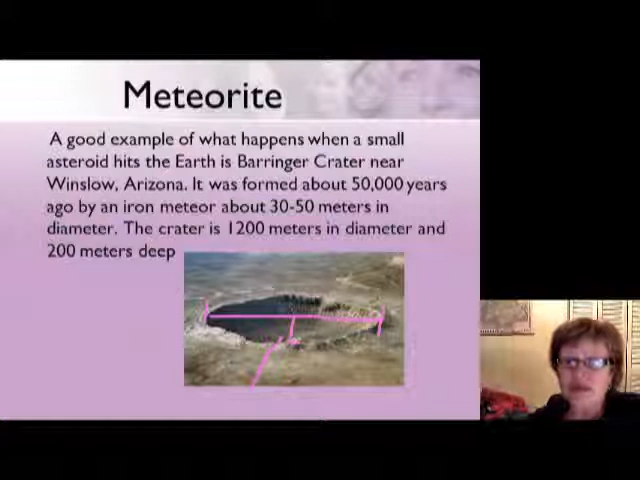 Meteorite
A good example of what happens when a small
asteroid hits the Earth is Barringer Crater near
Winslow, Arizona. It was formed about 50,000 years
ago by an iron meteor about 30-50 meters in
diameter. The crater is 1200 meters in diameter and
200 meters deep